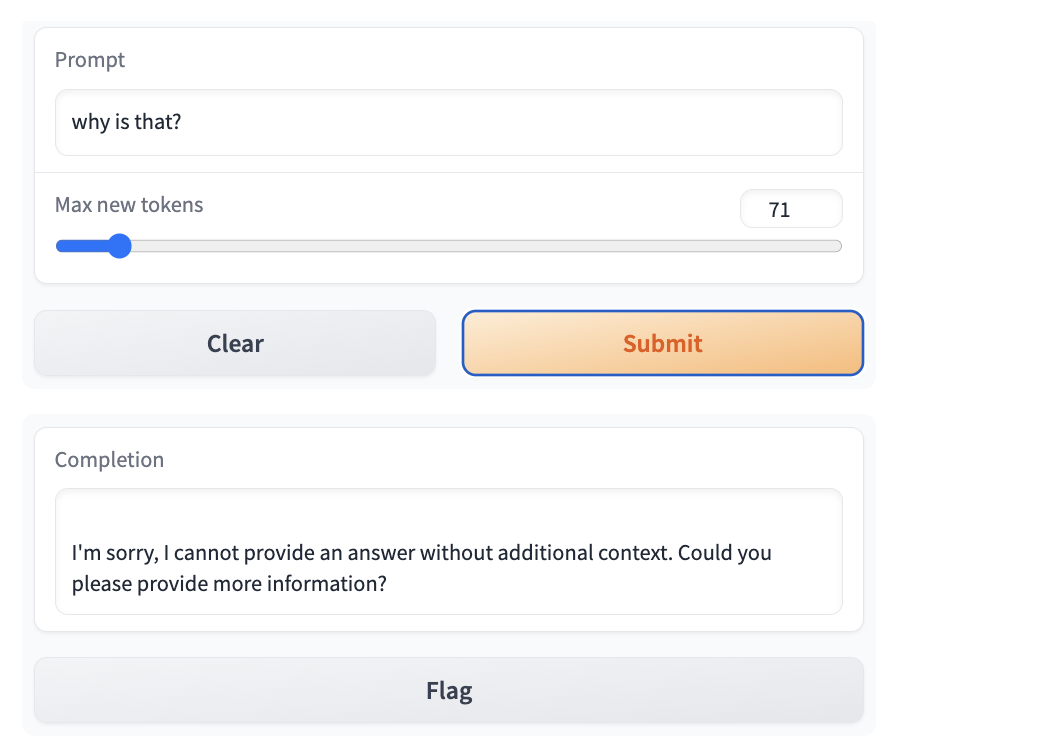 Prompt
why is that?
Max new tokens
71
Clear
Submit
Completion
I'm sorry, I cannot provide an answer without additional context. Could you
please provide more information?
Flag